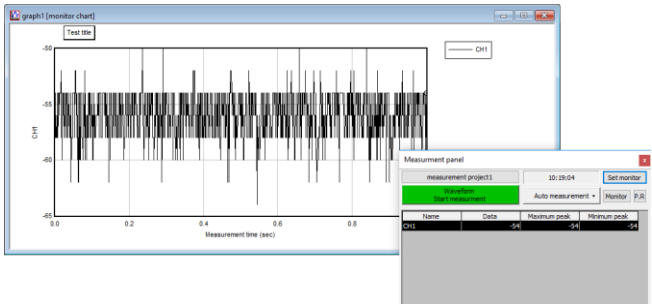 graph1 [monitor chart]
Test title
CH1
-50
-55
-60
-65
CH1
0.0 0.2 0.4 0.6 0.8
Measurement time (sec)
Measurment panel
measurement project1 10:19:04 Set monitor
Waveform
Start measurment
Auto measurement Monitor P.R
Name Data Maximum peak Minimum peak
CH1 -54 -54 -54